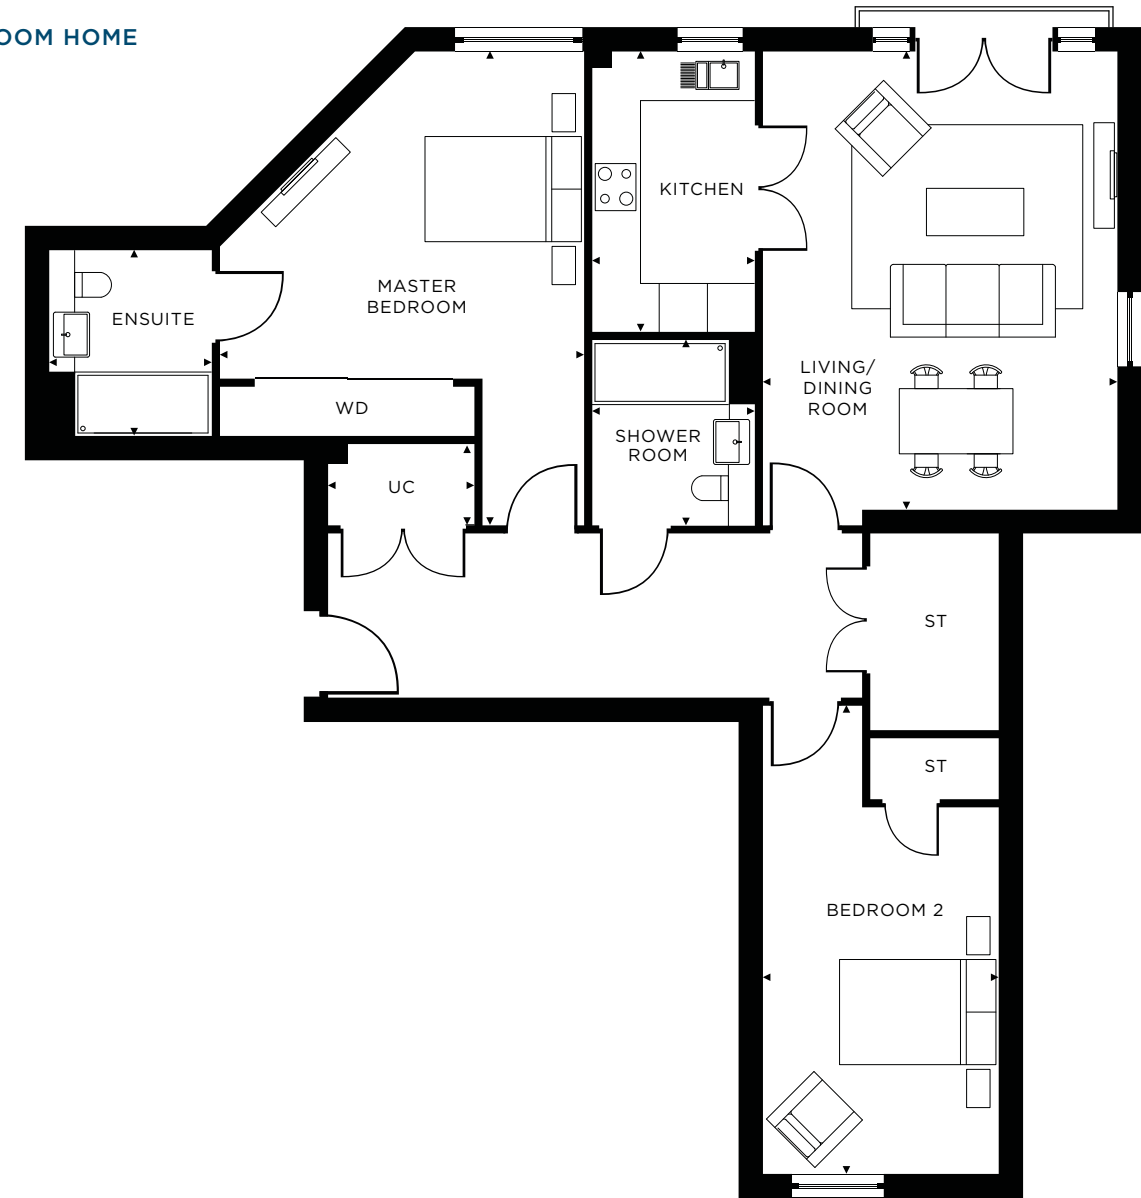 OOM HOME
KITCHEN
MASTER
BEDROOM
ENSUITE
LIVING/
DINING
ROOM
WD
SHOWER
ROOM
UC
ST
ST
BEDROOM 2